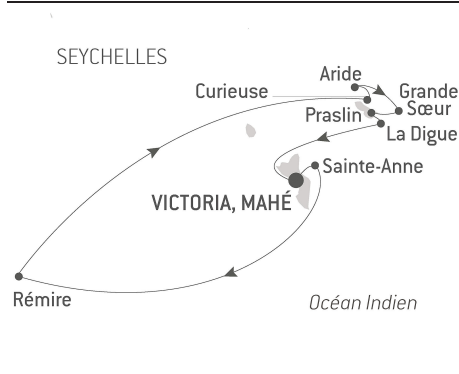 SEYCHELLES
Aride
Curieuse
Grande
Sœur
Praslin
La Digue
Sainte-Anne
VICTORIA, MAHÉ
Rémire
Océan Indien